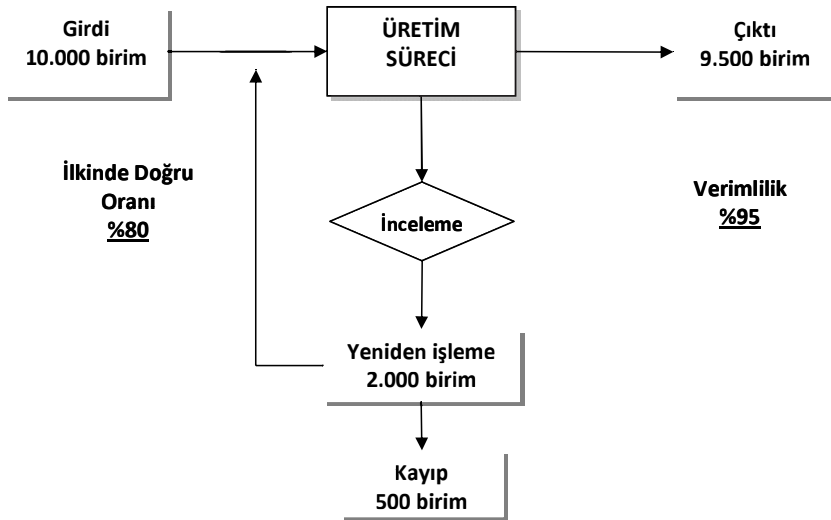 Girdi
10.000 birim
ÜRETİM
SÜRECİ
Çıktı
9.500 birim
İlkinde Doğru
Oranı
%80
İnceleme
Verimlilik
%95
Yeniden işleme
2.000 birim
Kayıp
500 birim